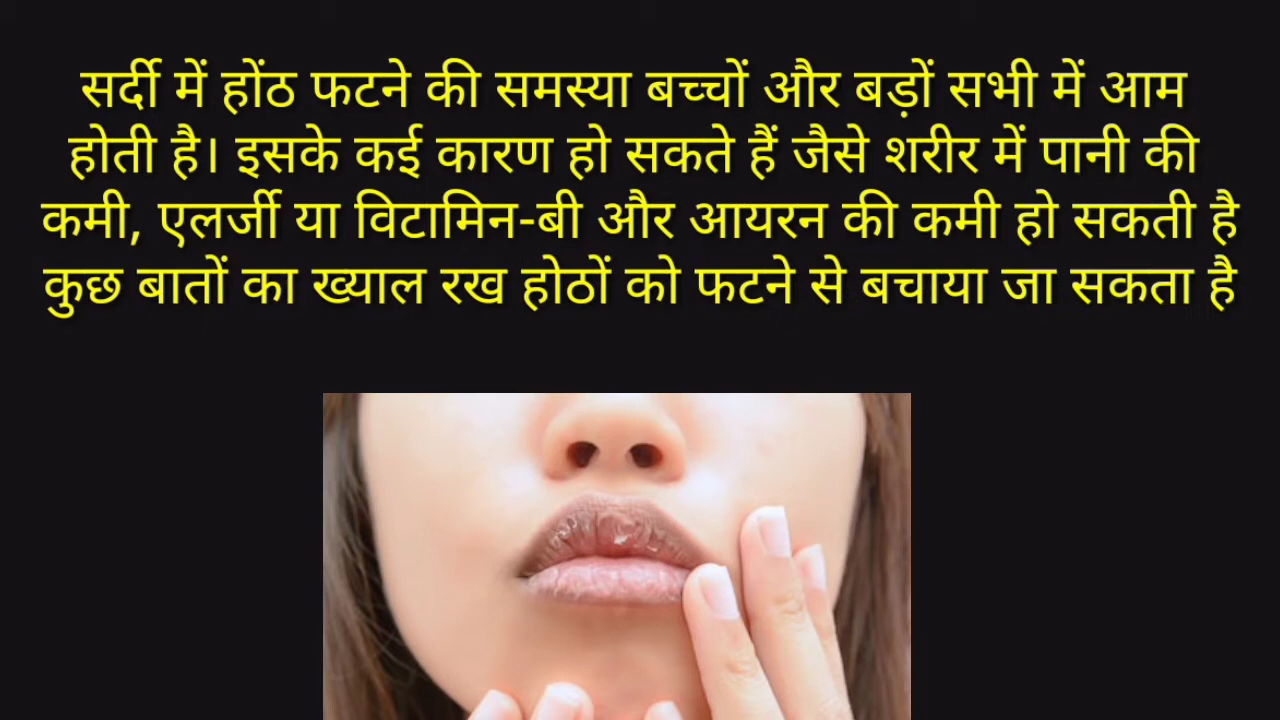 सर्दी में होंठ फटने की समस्या बच्चों और बड़ों सभी में आम
होती है। इसके कई कारण हो सकते हैं जैसे शरीर में पानी की
कमी, एलर्जी या विटामिन-बी और आयरन की कमी हो सकती है
कुछ बातों का ख्याल रख होठों को फटने से बचाया जा सकता है